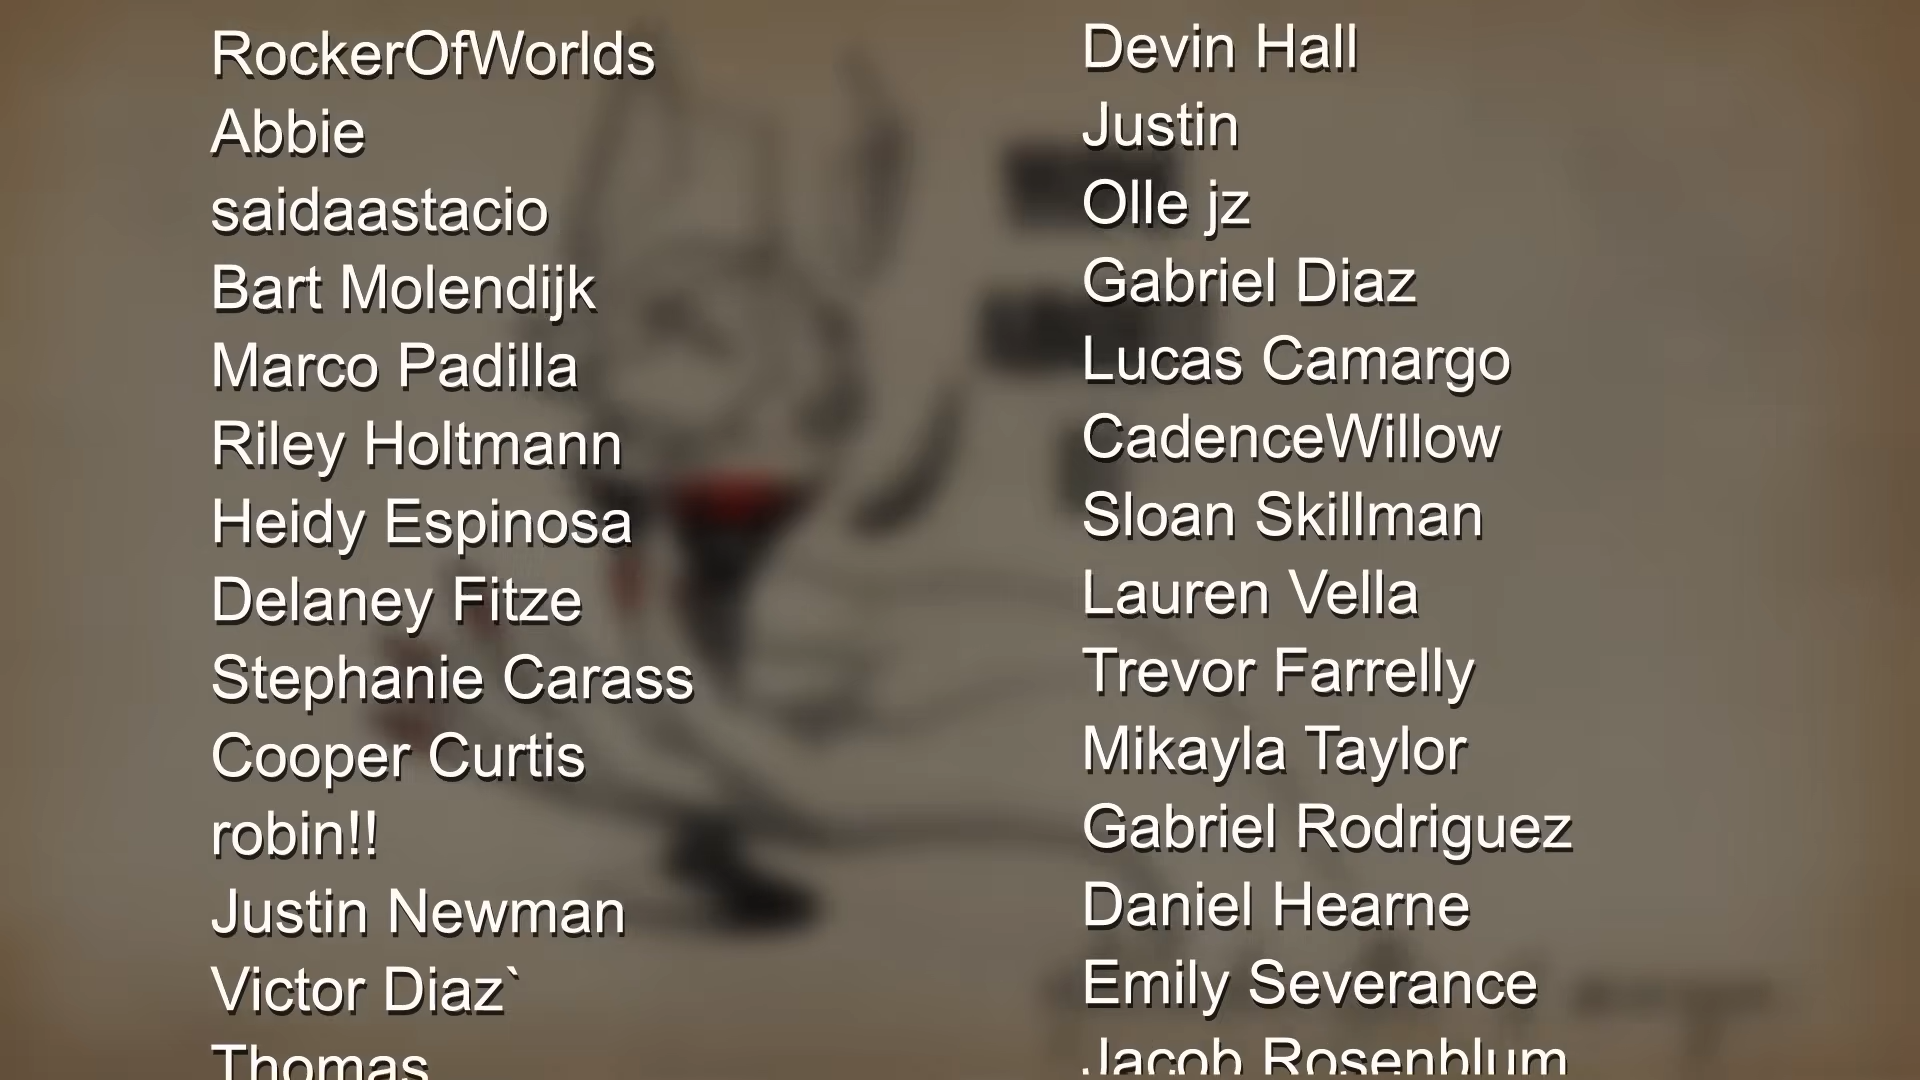 RockerOfWorlds
Abbie
saidaastacio
Bart Molendijk
Marco Padilla
Riley Holtmann
Heidy Espinosa
Delaney Fitze
Stephanie Carass
Cooper Curtis
robin!!
Justin Newman
Victor Diaz`
Thomas
Devin Hall
Justin
Olle jz
Gabriel Diaz
Lucas Camargo
CadenceWillow
Sloan Skillman
Lauren Vella
Trevor Farrelly
Mikayla Taylor
Gabriel Rodriguez
Daniel Hearne
Emily Severance
Jacob Rosenblum